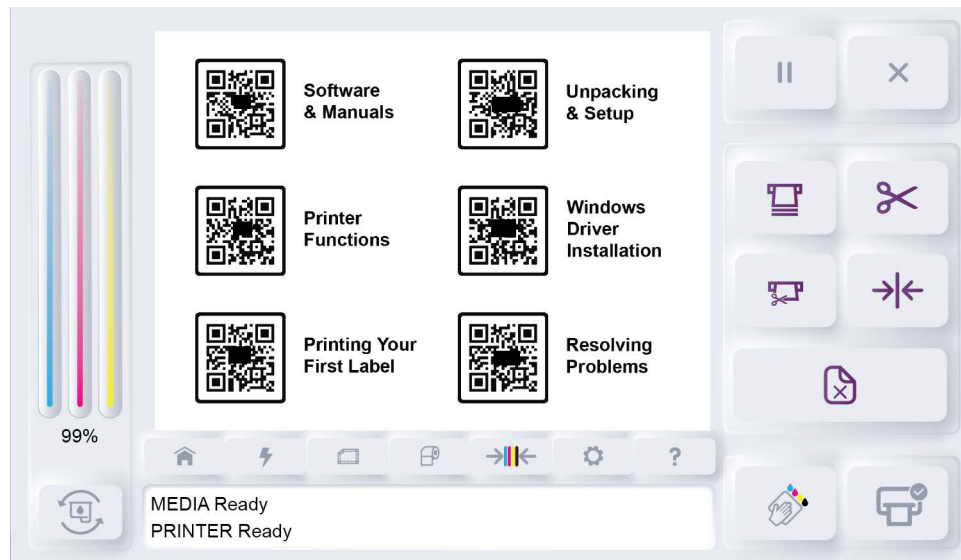 Software
& Manuals
Unpacking
& Setup
Printer
Functions
Windows
Driver
Installation
Printing Your
First Label
Resolving
Problems
99%
?
MEDIA Ready
PRINTER Ready